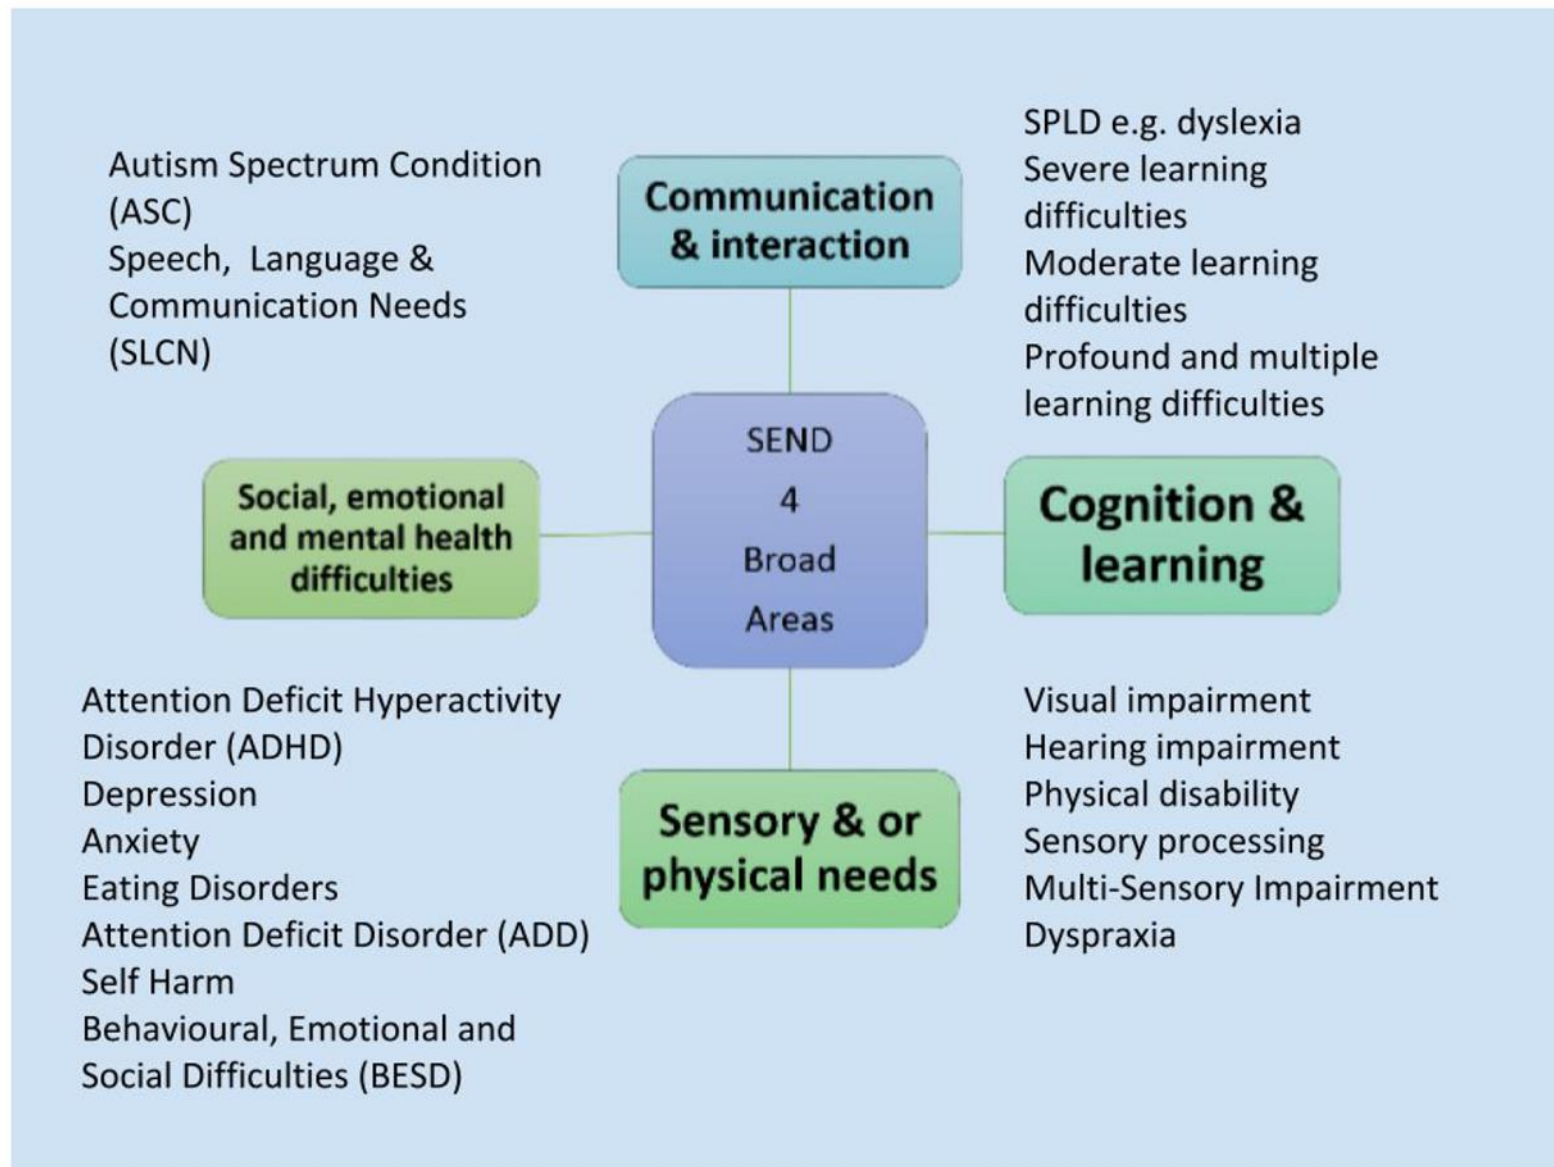 Autism Spectrum Condition
(ASC)
Speech,  Language &
Communication Needs
(SLCN)
Communication
& interaction
SPLD e.g. dyslexia
Severe learning
difficulties
Moderate learning
difficulties
Profound and multiple
learning difficulties
Social, emotional
and mental health
difficulties
SEND
4
Broad
Areas
Cognition &
learning
Attention Deficit Hyperactivity
Disorder (ADHD)
Depression
Anxiety
Eating Disorders
Attention Deficit Disorder (ADD)
Self Harm
Behavioural, Emotional and
Social Difficulties (BESD)
Sensory & or
physical needs
Visual impairment
Hearing impairment
Physical disability
Sensory processing
Multi-Sensory Impairment
Dyspraxia